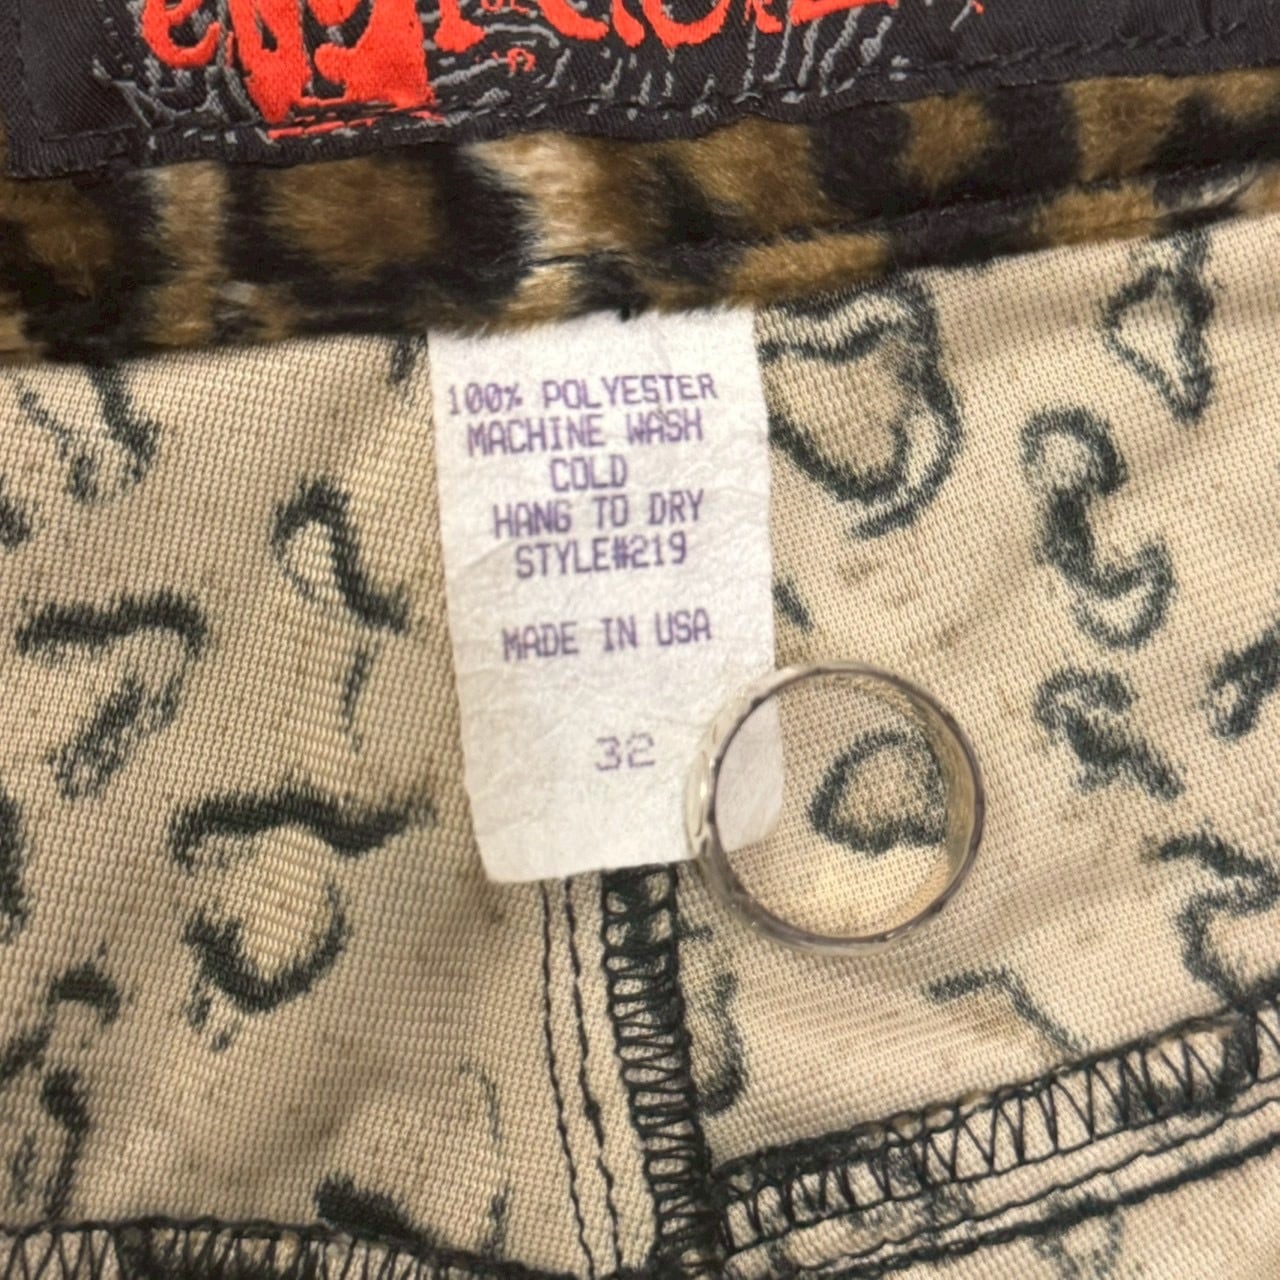 100% POLYESTER
MACHINE WASH
COLD
HANG TO DRY
STYLE#219
MADE IN USA
32